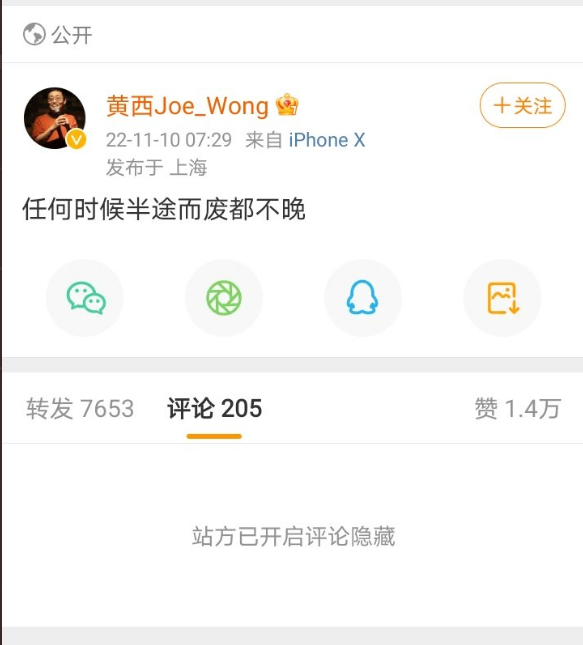 公开
黄西Joe_Wong
+关注
22-11-10 07:29 来自 iPhone X
发布于 上海
任何时候半途而废都不晚
转发 7653 评论 205 赞 1.4万
站方已开启评论隐藏